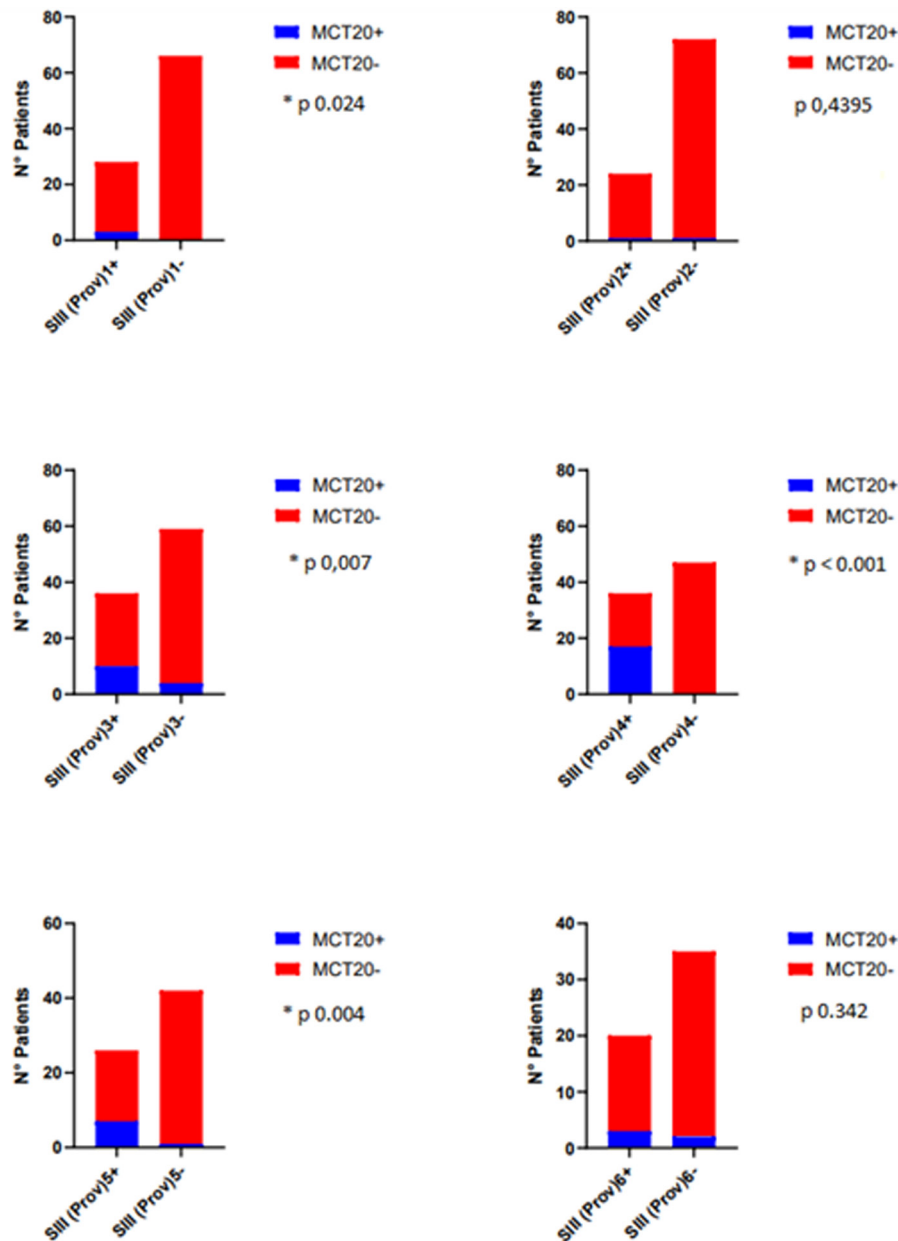 80
60
40
20
0
N° Patients
SIII (Prov)1+
SIII (Prov)1-
MCT20+
MCT20-
* p 0.024
80
60
40
20
0
N° Patients
SIII (Prov)2+
SIII (Prov)2-
MCT20+
MCT20-
p 0,4395
80
60
40
20
0
N° Patients
SIII (Prov)3+
SIII (Prov)3-
MCT20+
MCT20-
* p 0,007
80
60
40
20
0
N° Patients
SIII (Prov)4+
SIII (Prov)4-
MCT20+
MCT20-
* p < 0.001
60
40
20
0
N° Patients
SIII (Prov)5+
SIII (Prov)5-
MCT20+
MCT20-
* p 0.004
40
30
20
10
0
N° Patients
SIII (Prov)6+
SIII (Prov)6-
MCT20+
MCT20-
p 0.342